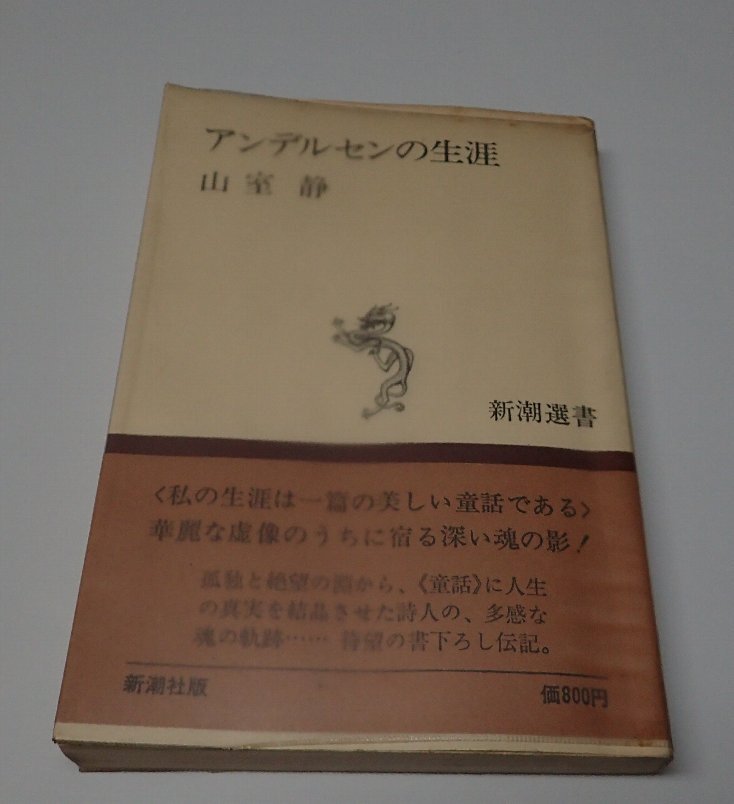 アンデルセンの生涯
山室 静
新潮選書
〈私の生涯は一篇の美しい童話である〉
華麗な虚像のうちに宿る深い魂の影!
孤独と絶望の淵から、《童話》に人生
の真実を結晶させた詩人の、多感な
魂の軌跡…… 待望の書下ろし伝記。
新潮社版
価800円